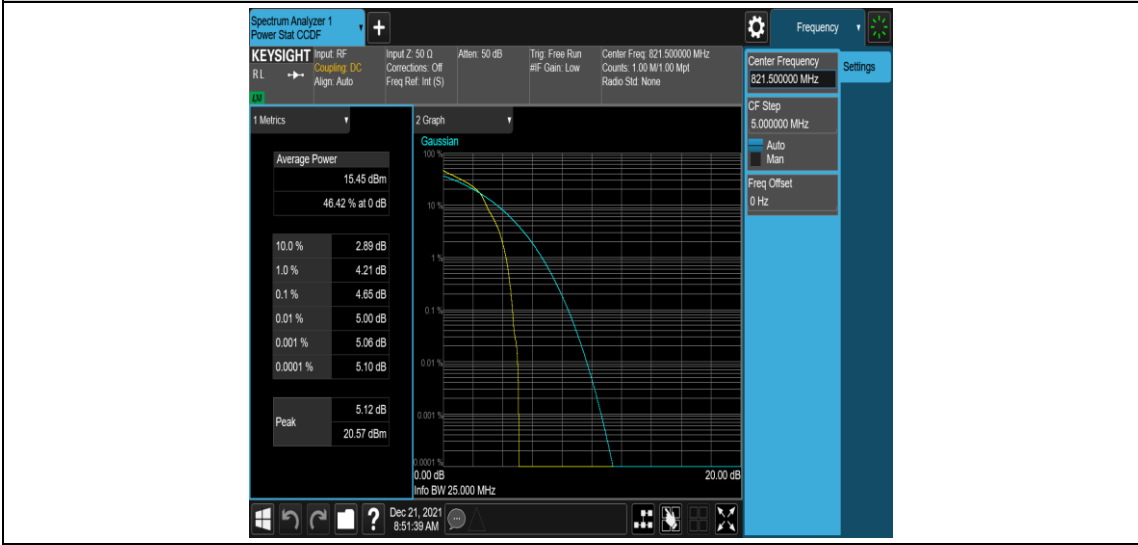 Spectrum Analyzer 1
Power Stat CCDF
+
Frequency
KEYSIGHT
RL
LM
Input: RF
Coupling: DC
Align: Auto
Input Z: 50 Ω
Corrections: Off
Freq Ref: Int (S)
Atten: 50 dB
Trig: Free Run
#IF Gain: Low
Center Freq: 821.500000 MHz
Counts: 1.00 M/1.00 Mpt
Radio Std: None
Center Frequency
821.500000 MHz
Settings
CF Step
5.000000 MHz
Auto
Man
Freq Offset
0 Hz
1 Metrics
Average Power
15.45 dBm
46.42 % at 0 dB
10.0 % 2.89 dB
1.0 % 4.21 dB
0.1 % 4.65 dB
0.01 % 5.00 dB
0.001 % 5.06 dB
0.0001 % 5.10 dB
Peak
5.12 dB
20.57 dBm
2 Graph
Gaussian
100 %
10 %
1 %
0.1 %
0.01 %
0.001 %
0.0001 %
0.00 dB 20.00 dB
Info BW 25.000 MHz
? Dec 21, 2021
8:51:39 AM